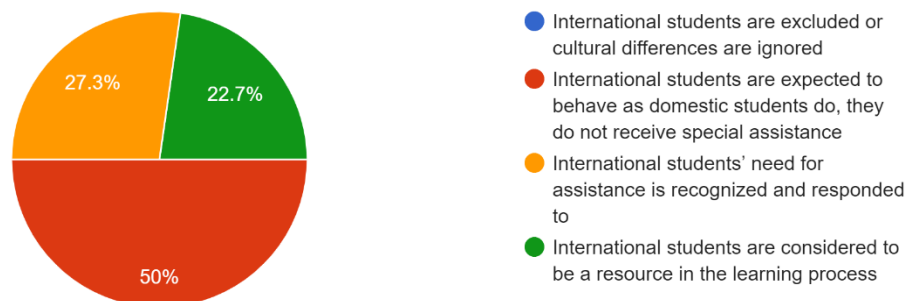 27.3%
22.7%
50%
International students are excluded or
cultural differences are ignored
International students are expected to
behave as domestic students do, they
do not receive special assistance
International students’ need for
assistance is recognized and responded
to
International students are considered to
be a resource in the learning process